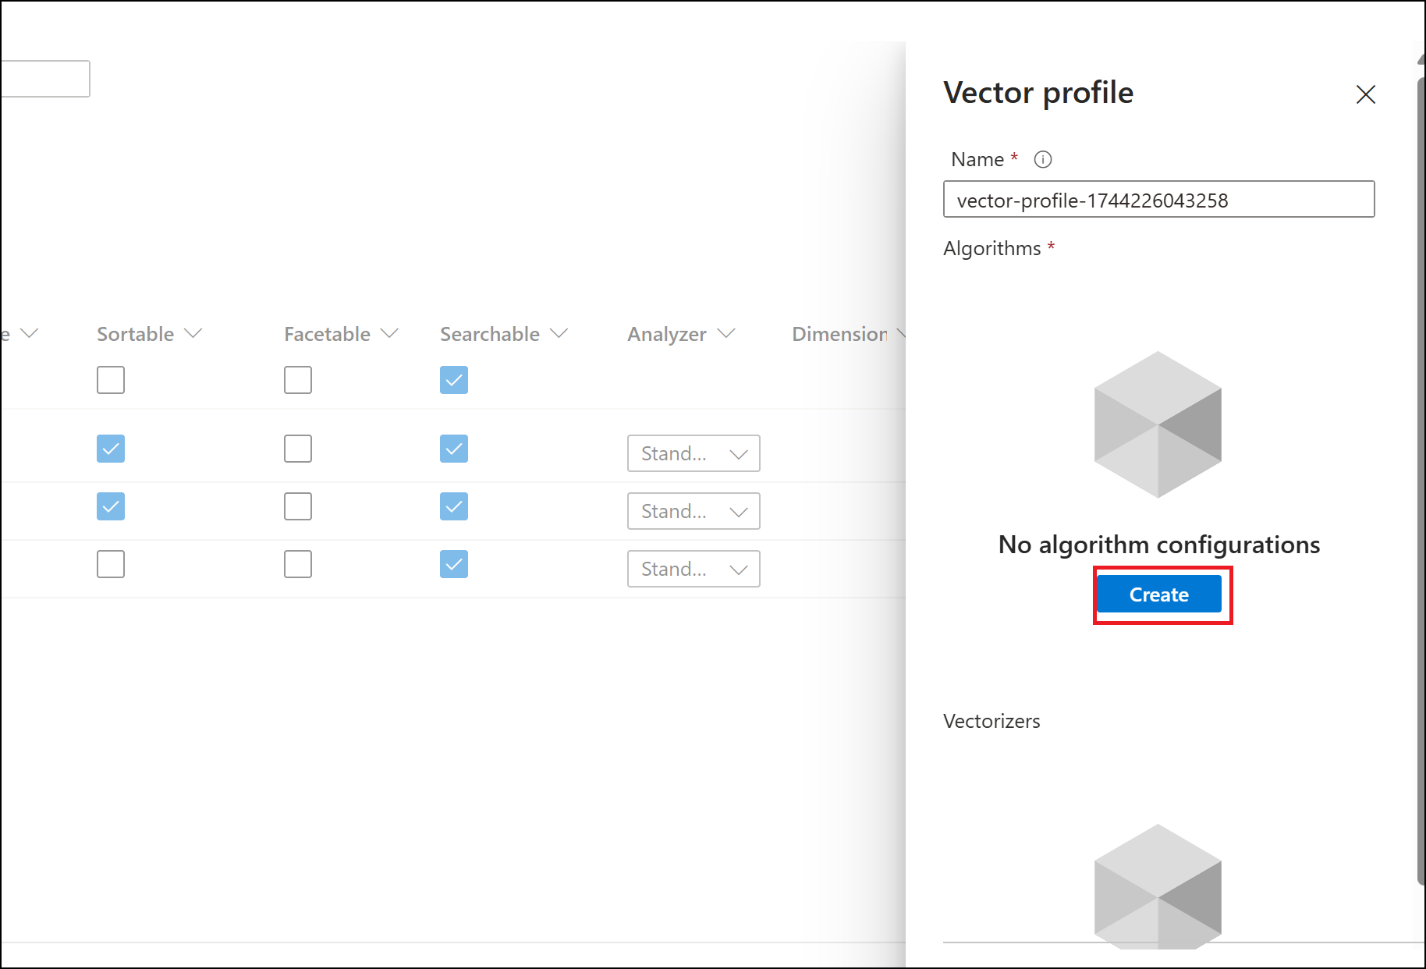 Vector profile
Name * 
vector-profile-1744226043258
Algorithms *
e Sortable Facetable Searchable Analyzer Dimension
Stand...
Stand...
Stand...
No algorithm configurations
Create
Vectorizers